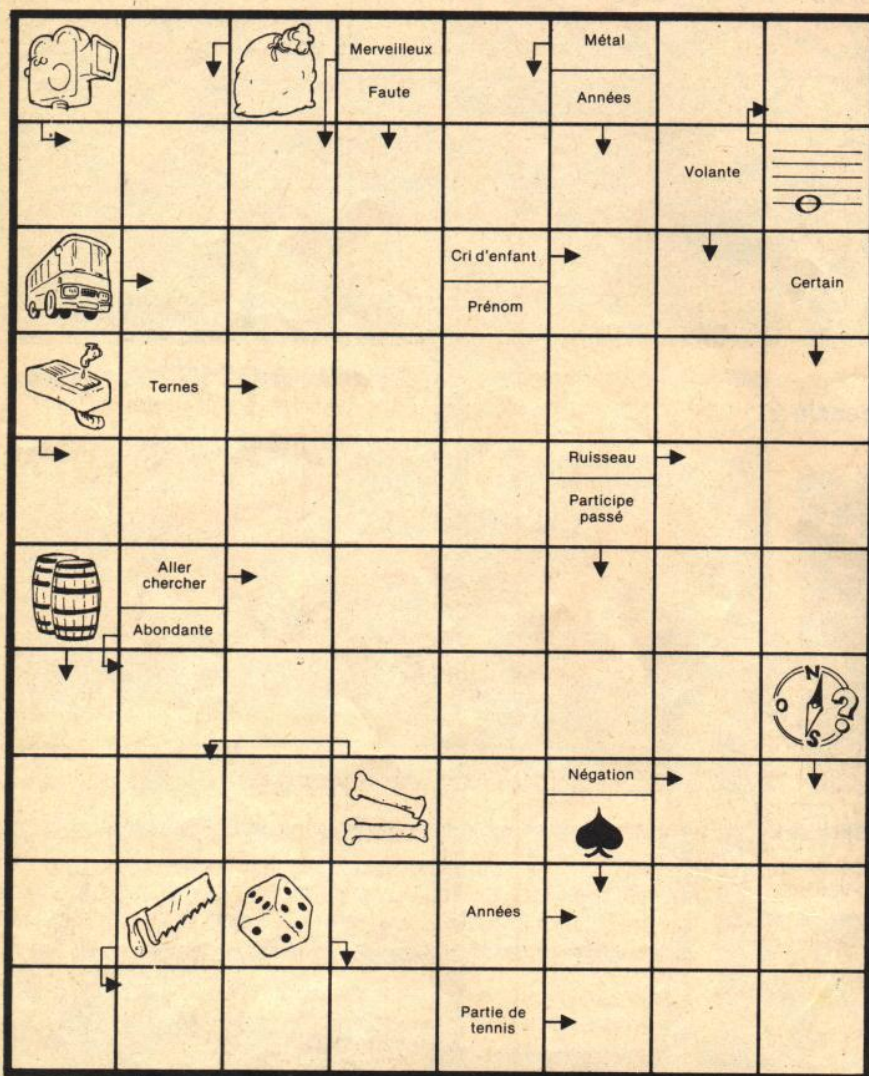 Merveilleux
Métal
Faute
Années
Volante
Cri d'enfant
Certain
Prénom
Ternes
Ruisseau
Participe
passé
Aller
chercher
Abondante
N
O
?
S
Négation
Années
Partie de
tennis